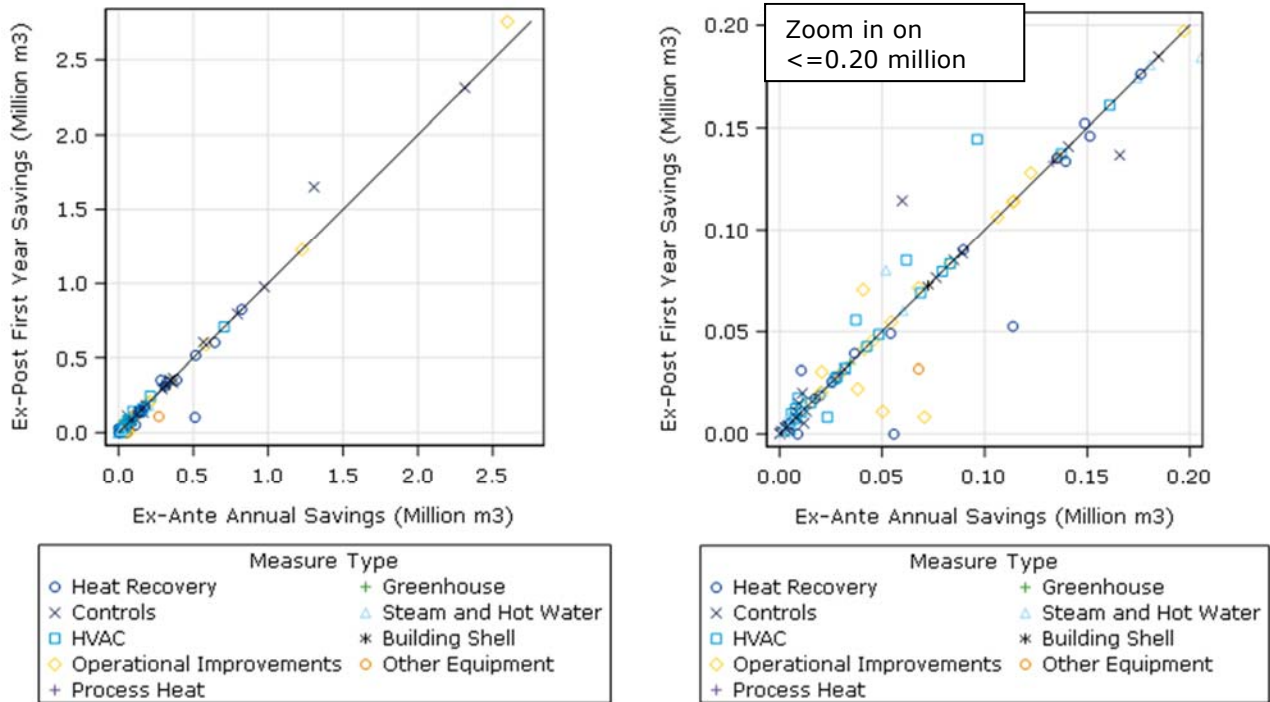 Ex-Post First Year Savings (Million m3)
2.5
2.0
1.5
1.0
0.5
0.0
0.0 0.5 1.0 1.5 2.0 2.5
Ex-Ante Annual Savings (Million m3)
Measure Type
Heat Recovery
Controls
HVAC
Operational Improvements
Process Heat
Greenhouse
Steam and Hot Water
Building Shell
Other Equipment
Zoom in on
<=0.20 million
Ex-Post First Year Savings (Million m3)
0.20
0.15
0.10
0.05
0.00
0.00 0.05 0.10 0.15 0.20
Ex-Ante Annual Savings (Million m3)
Measure Type
Heat Recovery
Controls
HVAC
Operational Improvements
Process Heat
Greenhouse
Steam and Hot Water
Building Shell
Other Equipment